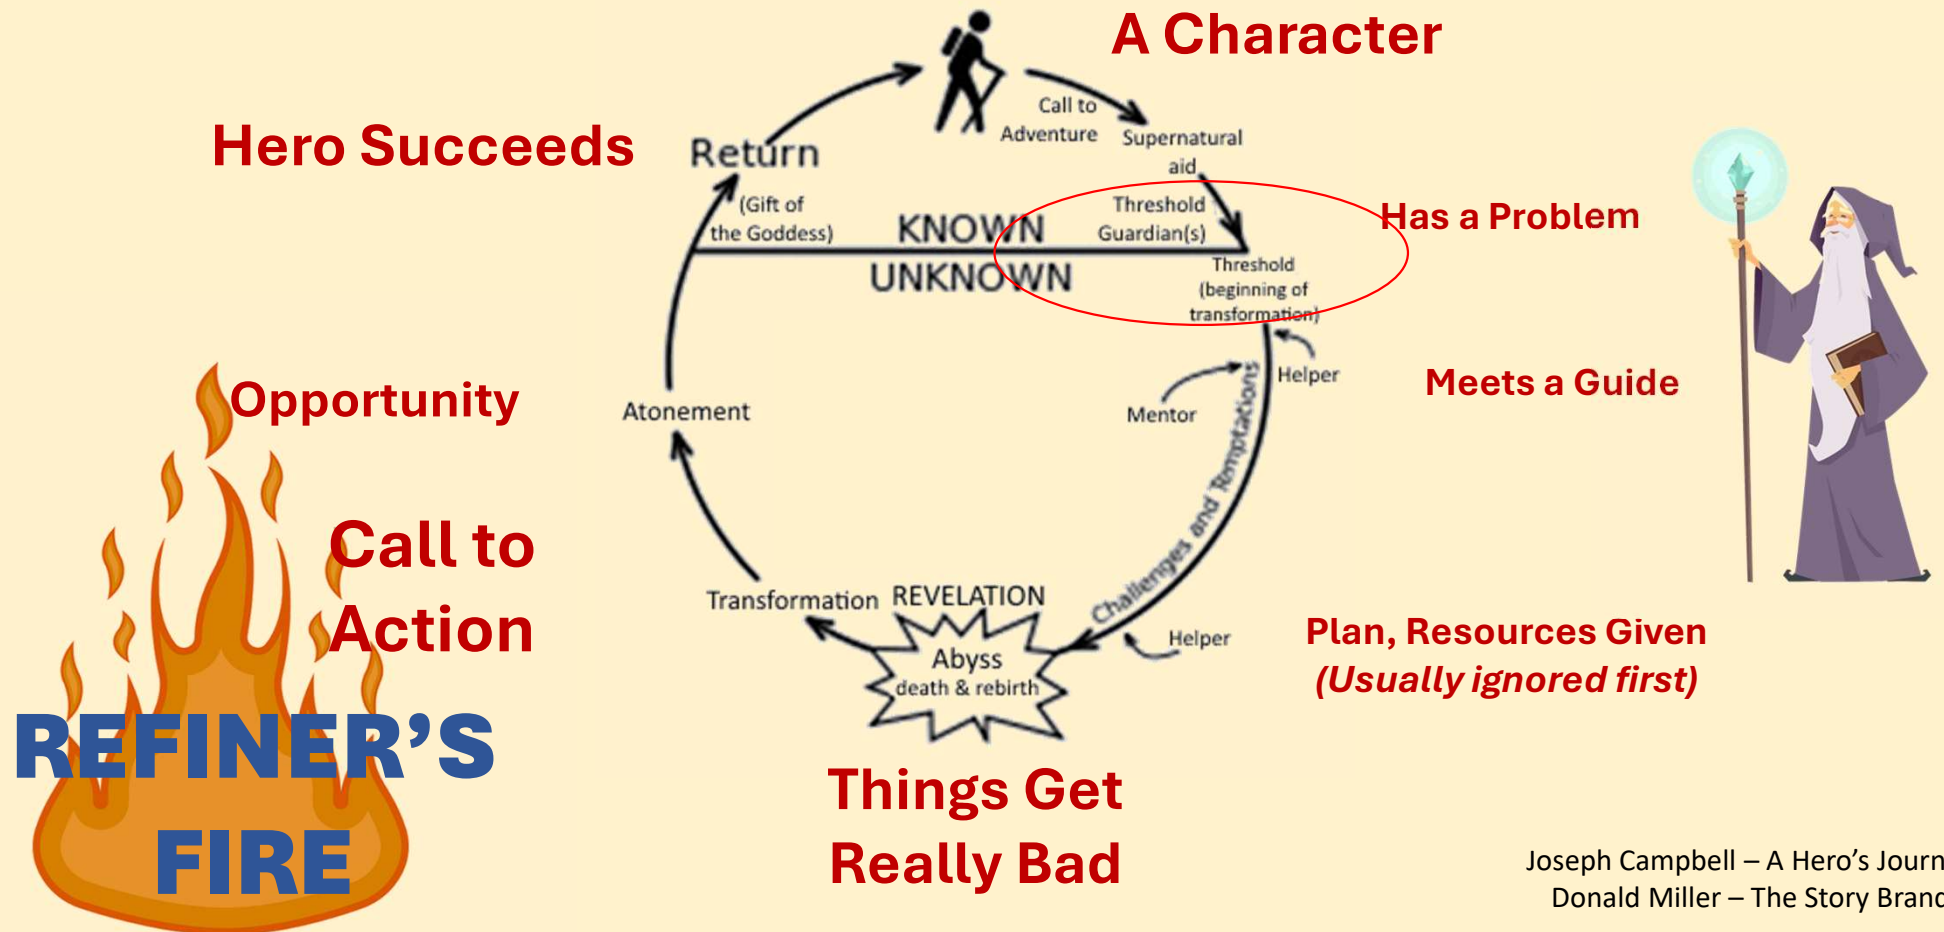 A Character
Call to
Adventure
Supernatural
aid
Hero Succeeds
Return
(Gift of
the Goddess)
KNOWN
UNKNOWN
Threshold
Guardian(s)
Has a Problem
Threshold
(beginning of
transformation)
Helper
Mentor
Meets a Guide
Challenges and Temptations
Opportunity
Atonement
Call to
Action
Transformation
REVELATION
Abyss
death & rebirth
Helper
Plan, Resources Given
(Usually ignored first)
REFINER'S
FIRE
Things Get
Really Bad
Joseph Campbell – A Hero's Journ
Donald Miller – The Story Brand